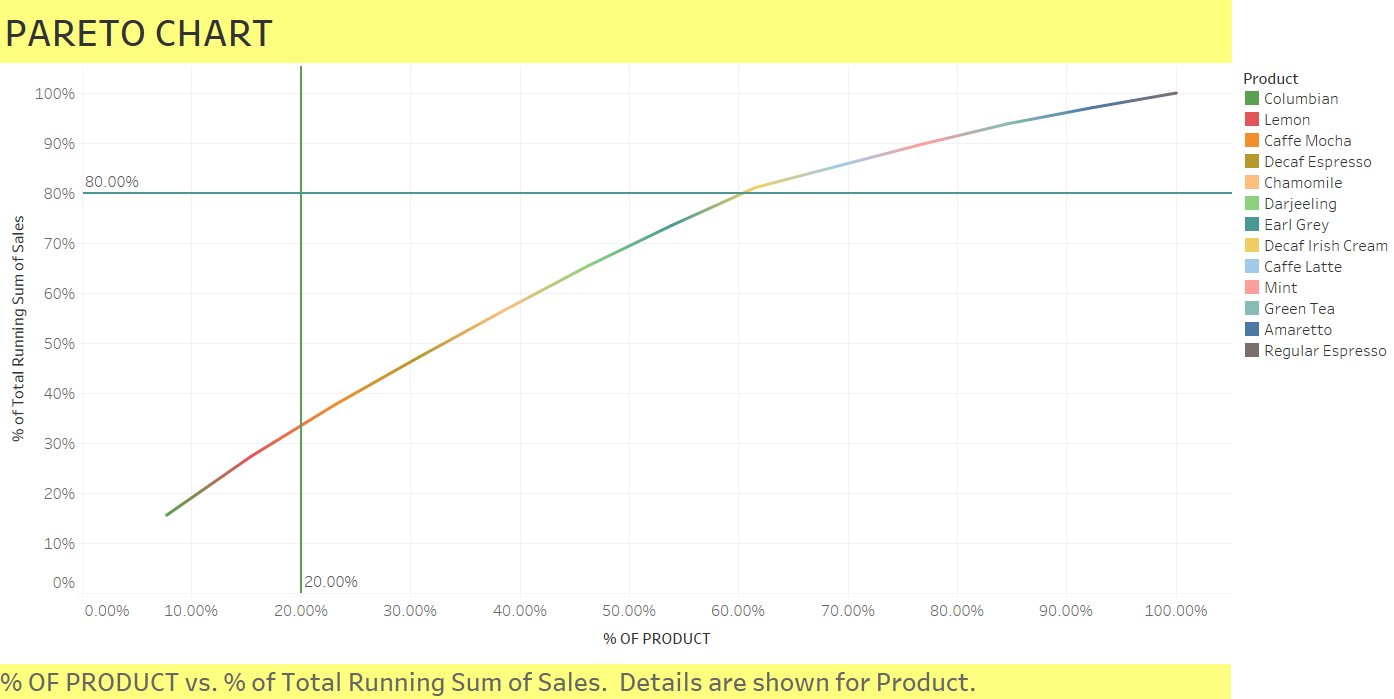 PARETO CHART
Product
Columbian
Lemon
Caffe Mocha
Decaf Espresso
Chamomile
Darjeeling
Earl Grey
Decaf Irish Cream
Caffe Latte
Mint
Green Tea
Amaretto
Regular Espresso
% of Total Running Sum of Sales
100%
90%
80%
70%
60%
50%
40%
30%
20%
10%
0%
80.00%
20.00%
0.00% 10.00% 20.00% 30.00% 40.00% 50.00% 60.00% 70.00% 80.00% 90.00% 100.00%
% OF PRODUCT
% OF PRODUCT vs. % of Total Running Sum of Sales. Details are shown for Product.